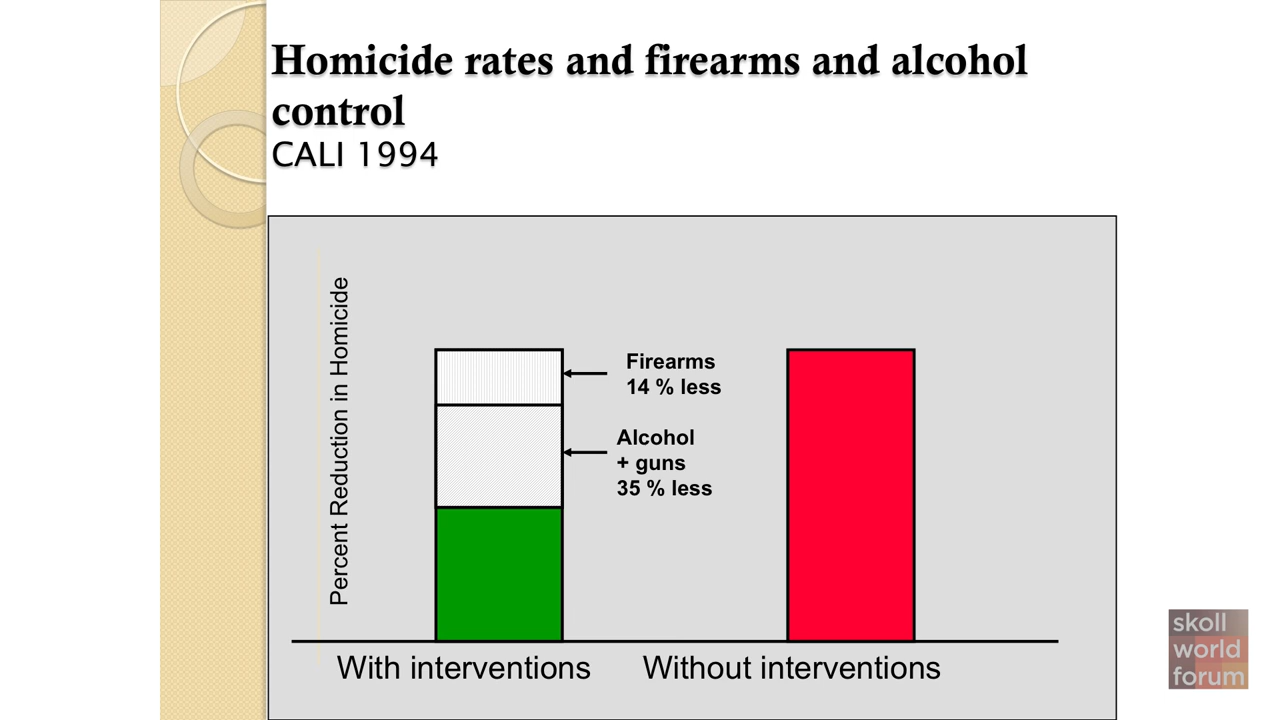 Homicide rates and firearms and alcohol
control
CALI 1994
Percent Reduction in Homicide
Firearms
14 % less
Alcohol
+ guns
35 % less
With interventions
Without interventions
skoll
world
forum